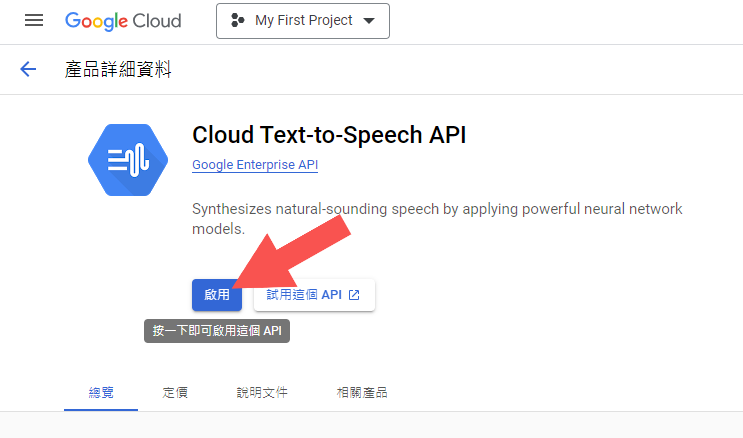 Google Cloud
My First Project
產品詳細資料
Cloud Text-to-Speech API
Google Enterprise API
Synthesizes natural-sounding speech by applying powerful neural network
models.
啟用
試用這個 API
按一下即可啟用這個 API
總覽
定價
說明文件
相關產品